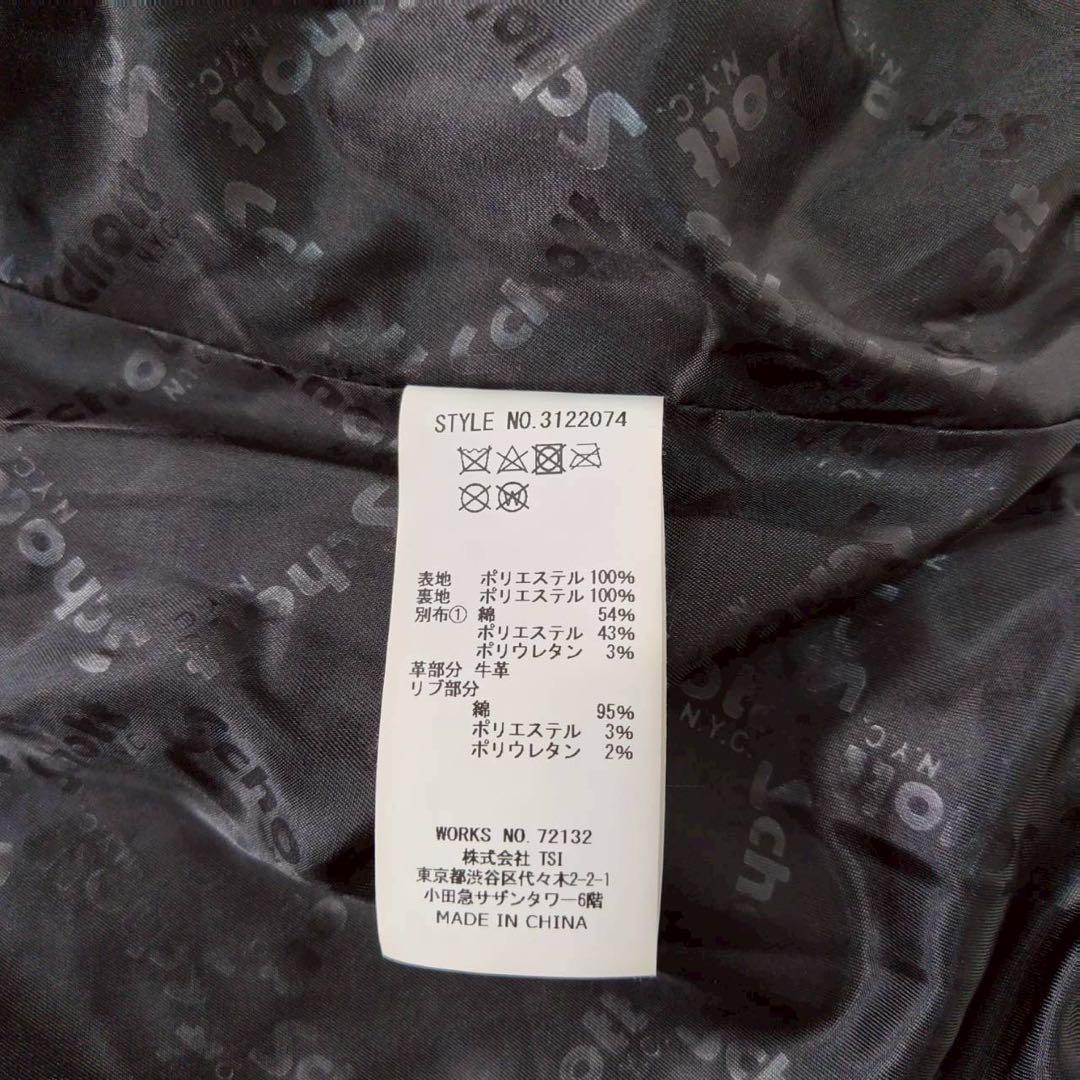 Schott
N.Y.C.
STYLE NO.3122074
表地 ポリエステル 100%
裏地 ポリエステル 100%
別布① 綿 54%
ポリエステル 43%
ポリウレタン 3%
革部分 牛革
リブ部分
綿 95%
ポリエステル 3%
ポリウレタン 2%
WORKS NO. 72132
株式会社 TSI
東京都渋谷区代々木2-2-1
小田急サザンタワー6階
MADE IN CHINA